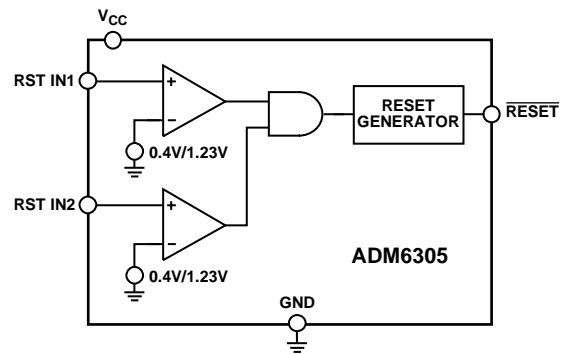 VCC
RST IN1
+
–
0.4V/1.23V
RESET
GENERATOR
RESET
RST IN2
+
–
0.4V/1.23V
ADM6305
GND